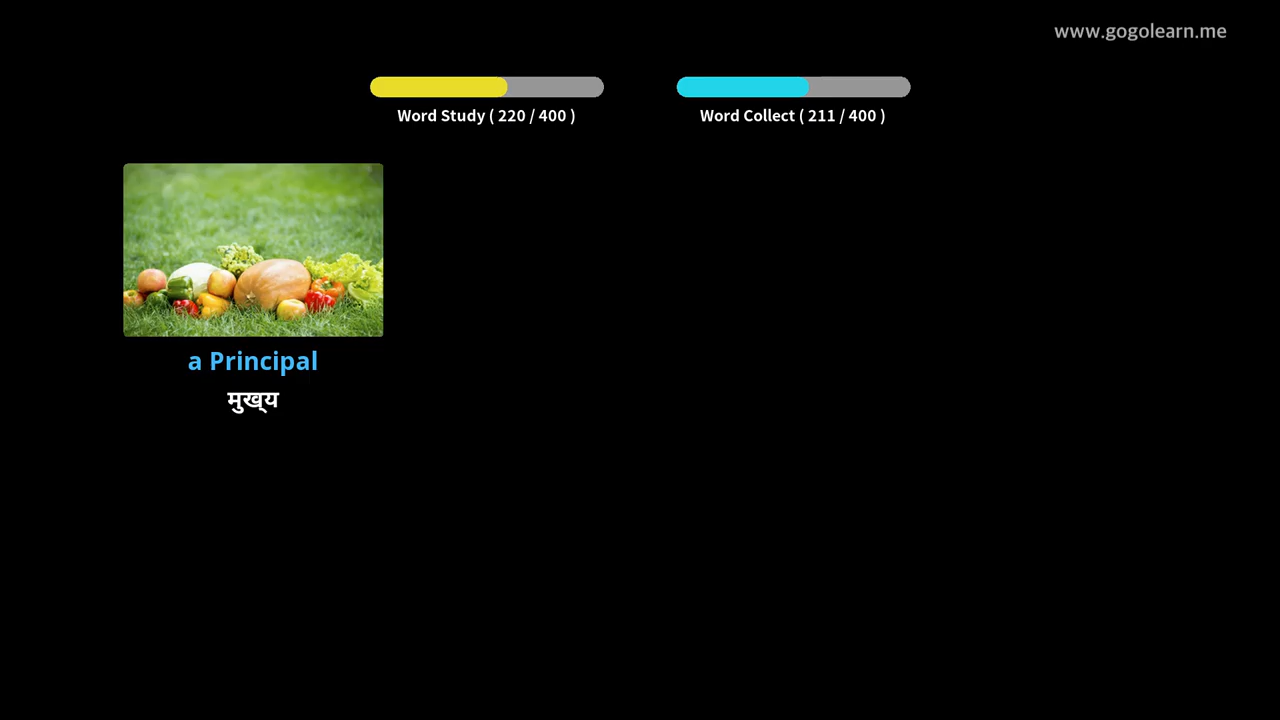 www.gogolearn.me
Word Study ( 220 / 400 )
Word Collect ( 211 / 400 )
a Principal
मुख्य